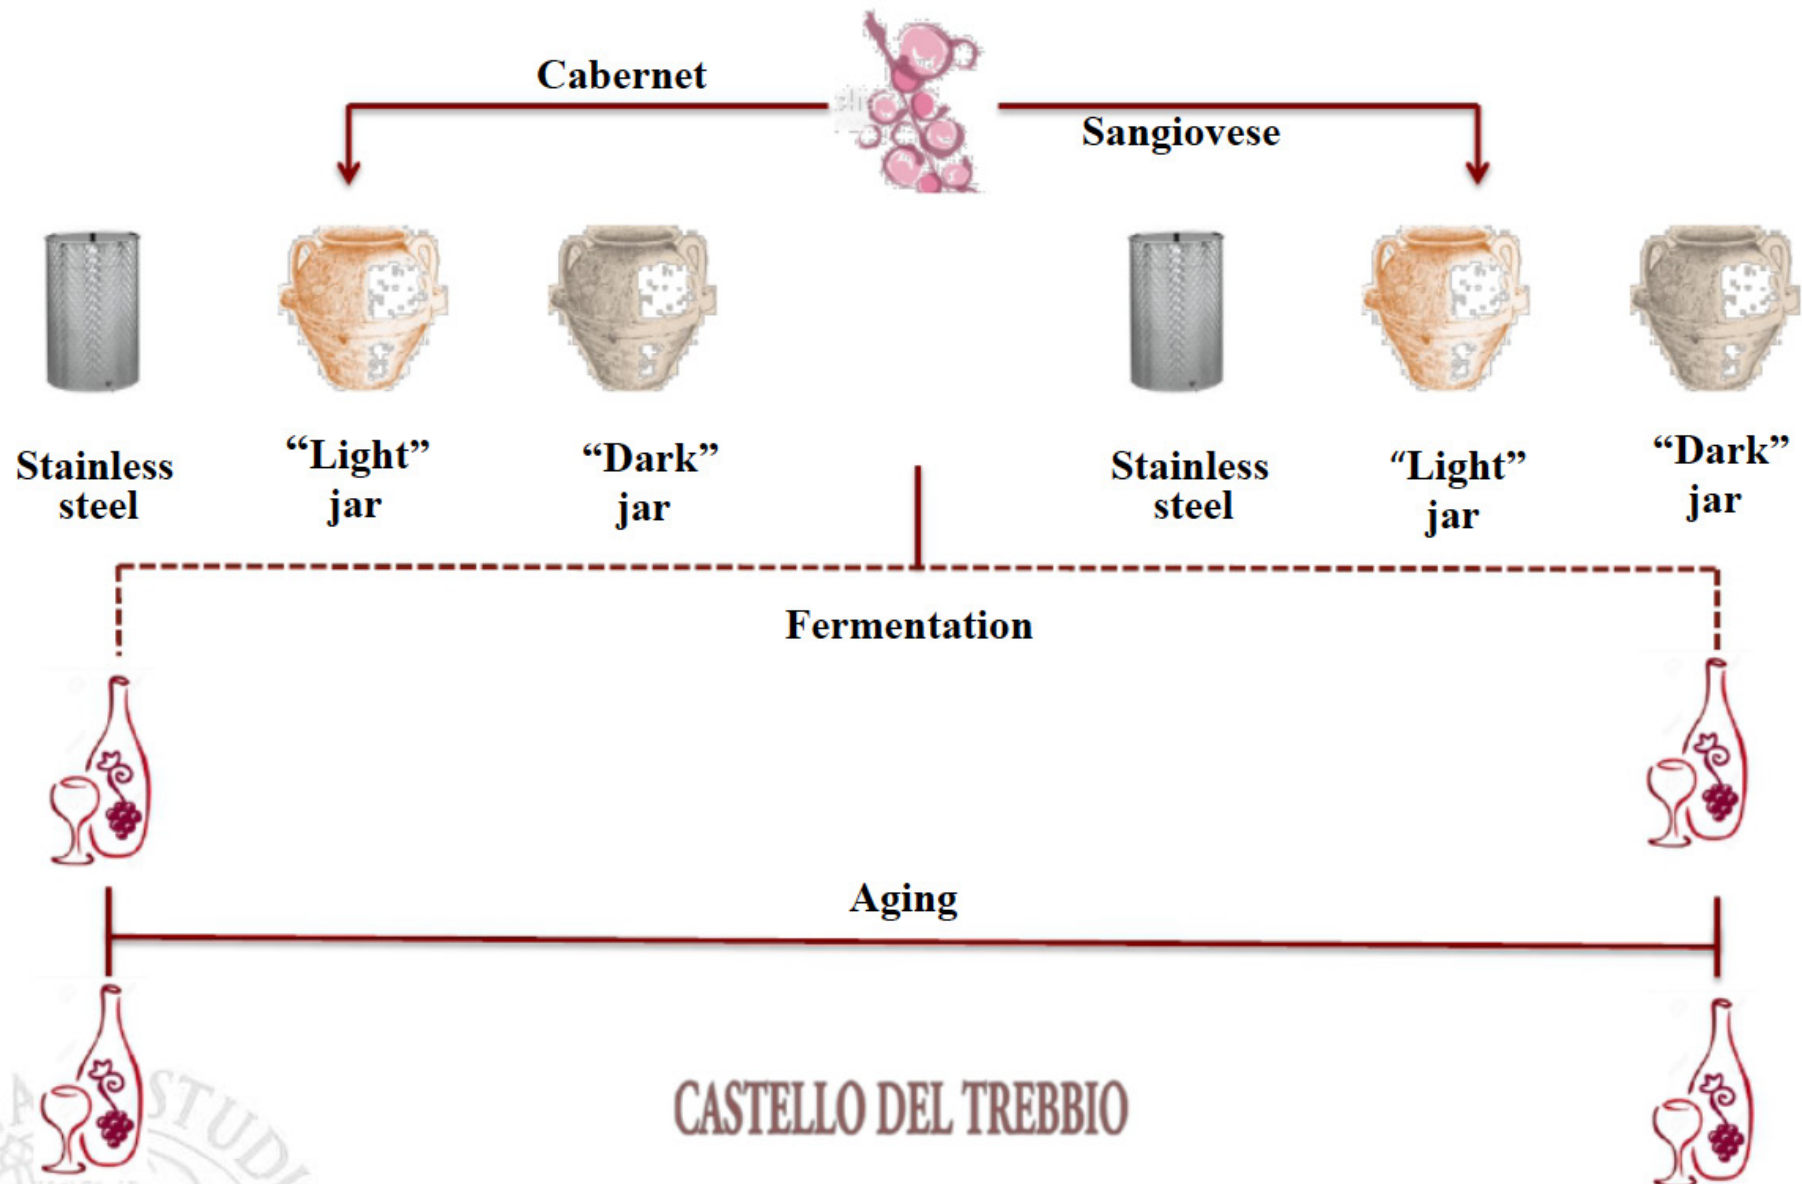 Cabernet
Sangiovese
Stainless
steel
“Light”
jar
“Dark”
jar
Stainless
steel
“Light”
jar
“Dark”
jar
Fermentation
Aging
CASTELLO DEL TREBBIO
A STUDI